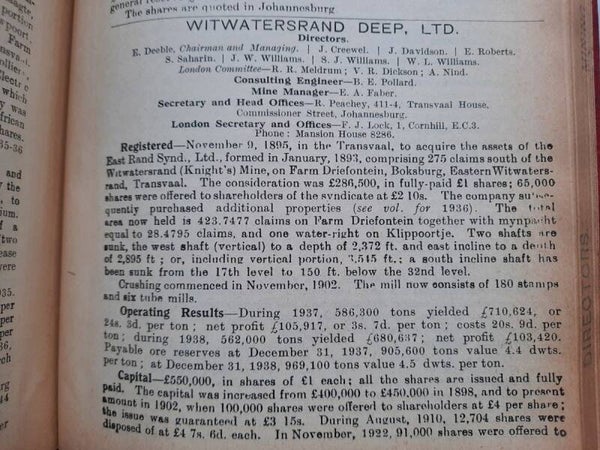 general rese
The shares are quoted in Johannesburg
WITWATERSRAND DEEP, LTD.
Directors.
E. Deeble, Chairman and Managing. | J. Creewel. | J. Davidson. | E. Roberts.
S. Saharin. | J. W. Williams. | S. J. Williams. | W. L. Williams.
London Committee—R. R. Meldrum; V. R. Dickson; A. Nind.
Consulting Engineer—B. E. Pollard.
Mine Manager—E. A. Faber.
Secretary and Head Offices—R. Peachey, 411-4, Transvaal House,
Commissioner Street, Johannesburg.
London Secretary and Offices—F. J. Lock, 1, Cornhill, E.C.3.
Phone: Mansion House 8286.
Registered—November 9, 1895, in the Transvaal, to acquire the assets of the
East Rand Synd., Ltd., formed in January, 1893, comprising 275 claims south of the
Witwatersrand (Knight's) Mine, on Farm Driefontein, Boksburg, Eastern Witwaters-
rand, Transvaal. The consideration was £286,500, in fully-paid £1 shares; 65,000
shares were offered to shareholders of the syndicate at £2 10s. The company subse-
quently purchased additional properties (see vol. for 1936). The total
area now held is 423.7477 claims on Farm Driefontein together with mynpacht
equal to 28.4795 claims, and one water-right on Klippoortje. Two shafts are
sunk, the west shaft (vertical) to a depth of 2,372 ft. and east incline to a depth
of 2,895 ft; or, including vertical portion, 3,545 ft.; a south incline shaft has
been sunk from the 17th level to 150 ft. below the 32nd level.
Crushing commenced in November, 1902. The mill now consists of 180 stamps
and six tube mills.
Operating Results—During 1937, 586,300 tons yielded £710,624, or
24s. 3d. per ton; net profit £105,917, or 3s. 7d. per ton; costs 20s. 9d. per
ton; during 1938, 562,000 tons yielded £680,637; net profit £103,420.
Payable ore reserves at December 31, 1937, 905,600 tons value 4.4 dwts.
per ton; at December 31, 1938, 969,100 tons value 4.5 dwts. per ton.
Capital—£550,000, in shares of £1 each; all the shares are issued and fully
paid. The capital was increased from £400,000 to £450,000 in 1898, and to present
amount in 1902, when 100,000 shares were offered to shareholders at £4 per share;
the issue was guaranteed at £3 15s. During August, 1910, 12,704 shares were
disposed of at £4 7s. 6d. each. In November, 1922, 91,000 shares were offered to
DIRECTORS